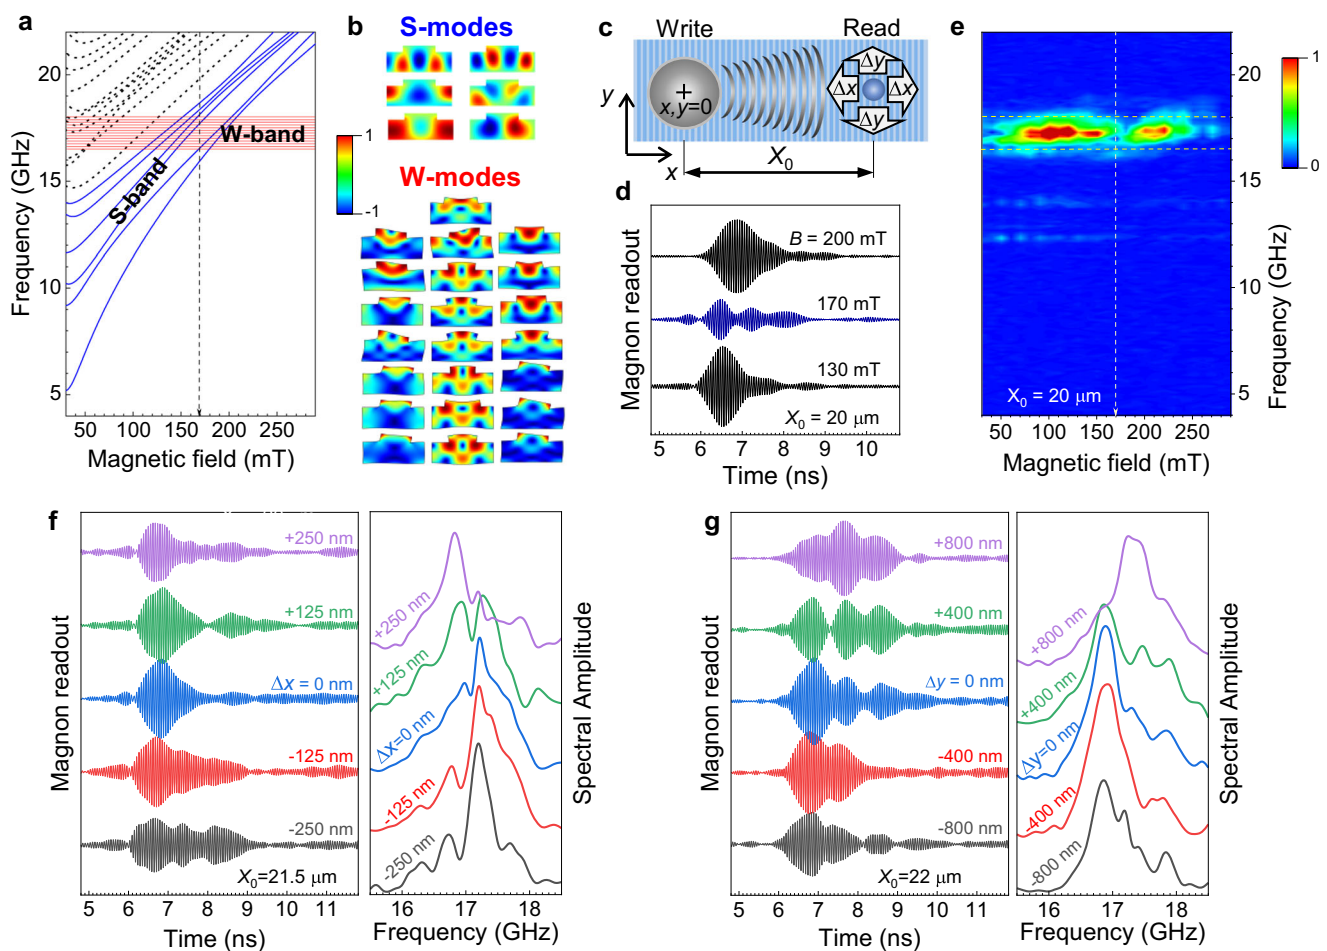 a
Frequency (GHz)
20
15
10
5
50
100
150
200
250
Magnetic field (mT)
W-band
S-band
b
S-modes
1
-1
W-modes
c
Write
Read
x,y=0
Δy
Δx
Δx
Δy
y
x
X0
d
Magnon readout
B = 200 mT
170 mT
130 mT
X0 = 20 μm
5
6
7
8
9
10
Time (ns)
e
1
0
20
15
10
5
Frequency (GHz)
X0 = 20 μm
50
100
150
200
250
Magnetic field (mT)
f
Magnon readout
+250 nm
+125 nm
Δx = 0 nm
-125 nm
-250 nm
X0=21.5 μm
5
6
7
8
9
10
11
Time (ns)
+250 nm
+125 nm
Δx=0 nm
-125 nm
-250 nm
16
17
18
Frequency (GHz)
Spectral Amplitude
g
Magnon readout
+800 nm
+400 nm
Δy = 0 nm
-400 nm
-800 nm
X0=22 μm
5
6
7
8
9
10
11
Time (ns)
+800 nm
+400 nm
Δy=0 nm
-400 nm
-800 nm
16
17
18
Frequency (GHz)
Spectral Amplitude